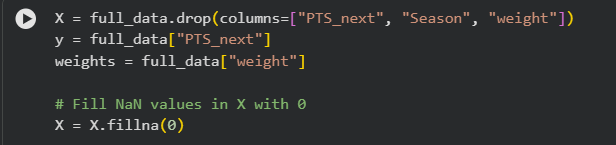 X = full_data.drop(columns=["PTS_next", "Season", "weight"])
y = full_data["PTS_next"]
weights = full_data["weight"]
# Fill NaN values in X with 0
X = X.fillna(0)